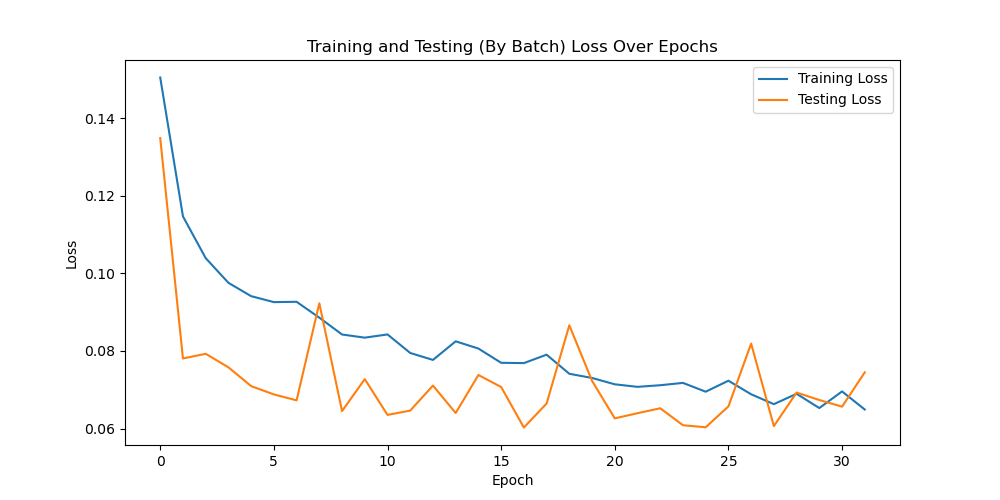 Training and Testing (By Batch) Loss Over Epochs
Training Loss
Testing Loss
0.14
0.12
0.10
0.08
0.06
Loss
0 5 10 15 20 25 30
Epoch